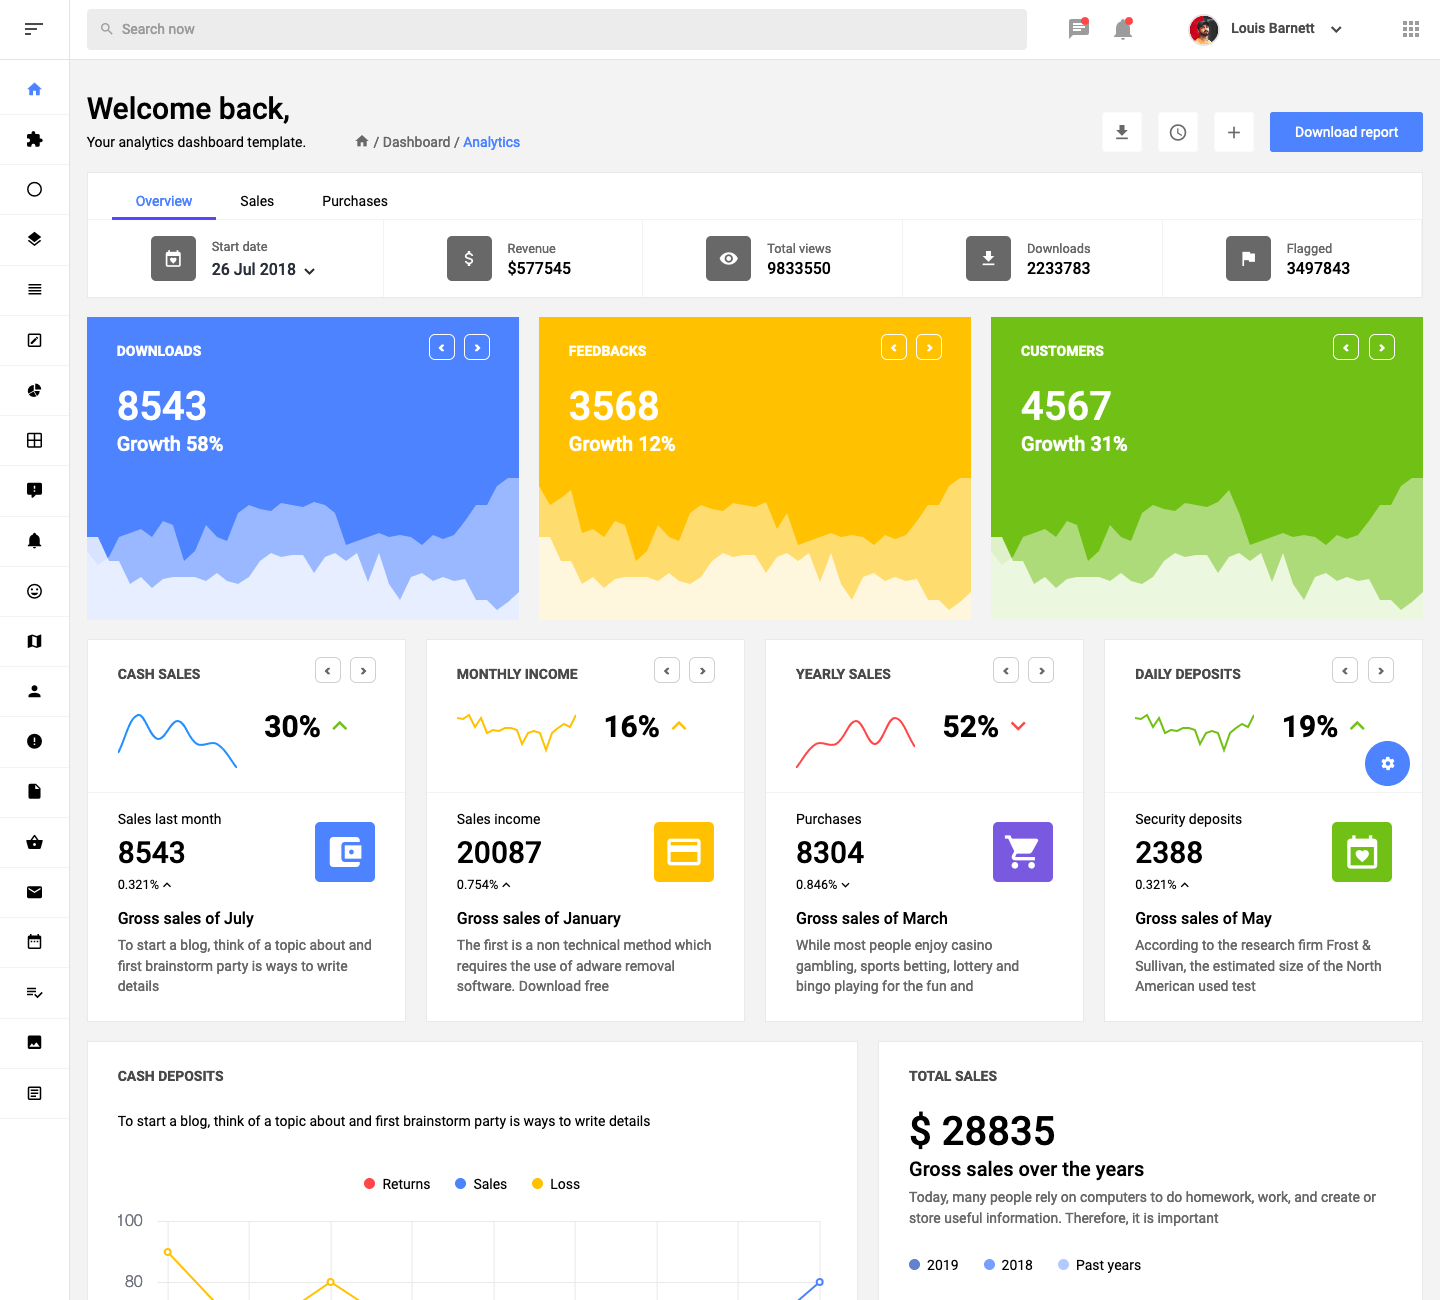 Search now
Louis Barnett
Welcome back,
Your analytics dashboard template.
/ Dashboard / Analytics
Download report
Overview
Sales
Purchases
Start date
26 Jul 2018
Revenue
$577545
Total views
9833550
Downloads
2233783
Flagged
3497843
DOWNLOADS
8543
Growth 58%
FEEDBACKS
3568
Growth 12%
CUSTOMERS
4567
Growth 31%
CASH SALES
30%
MONTHLY INCOME
16%
YEARLY SALES
52%
DAILY DEPOSITS
19%
Sales last month
8543
0.321%
Gross sales of July
To start a blog, think of a topic about and
first brainstorm party is ways to write
details
Sales income
20087
0.754%
Gross sales of January
The first is a non technical method which
requires the use of adware removal
software. Download free
Purchases
8304
0.846%
Gross sales of March
While most people enjoy casino
gambling, sports betting, lottery and
bingo playing for the fun and
Security deposits
2388
0.321%
Gross sales of May
According to the research firm Frost &
Sullivan, the estimated size of the North
American used test
CASH DEPOSITS
To start a blog, think of a topic about and first brainstorm party is ways to write details
Returns
Sales
Loss
100
80
TOTAL SALES
$ 28835
Gross sales over the years
Today, many people rely on computers to do homework, work, and create or
store useful information. Therefore, it is important
2019
2018
Past years